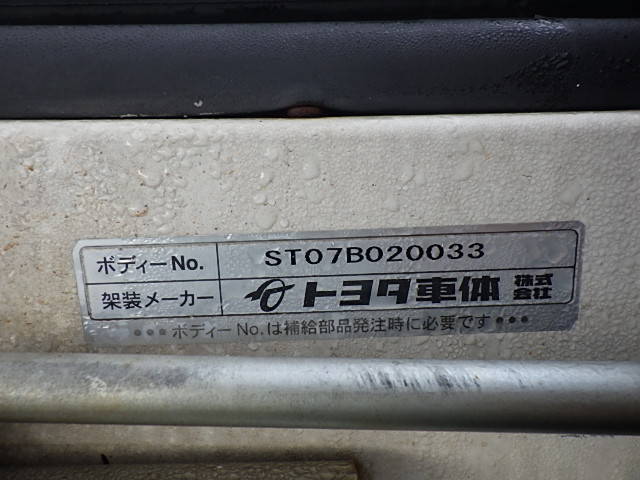 ボディーNo. ST07B020033
架装メーカー トヨタ車体 株式会社
●●●ボディーNo.は補給部品発注時に必要です●●●